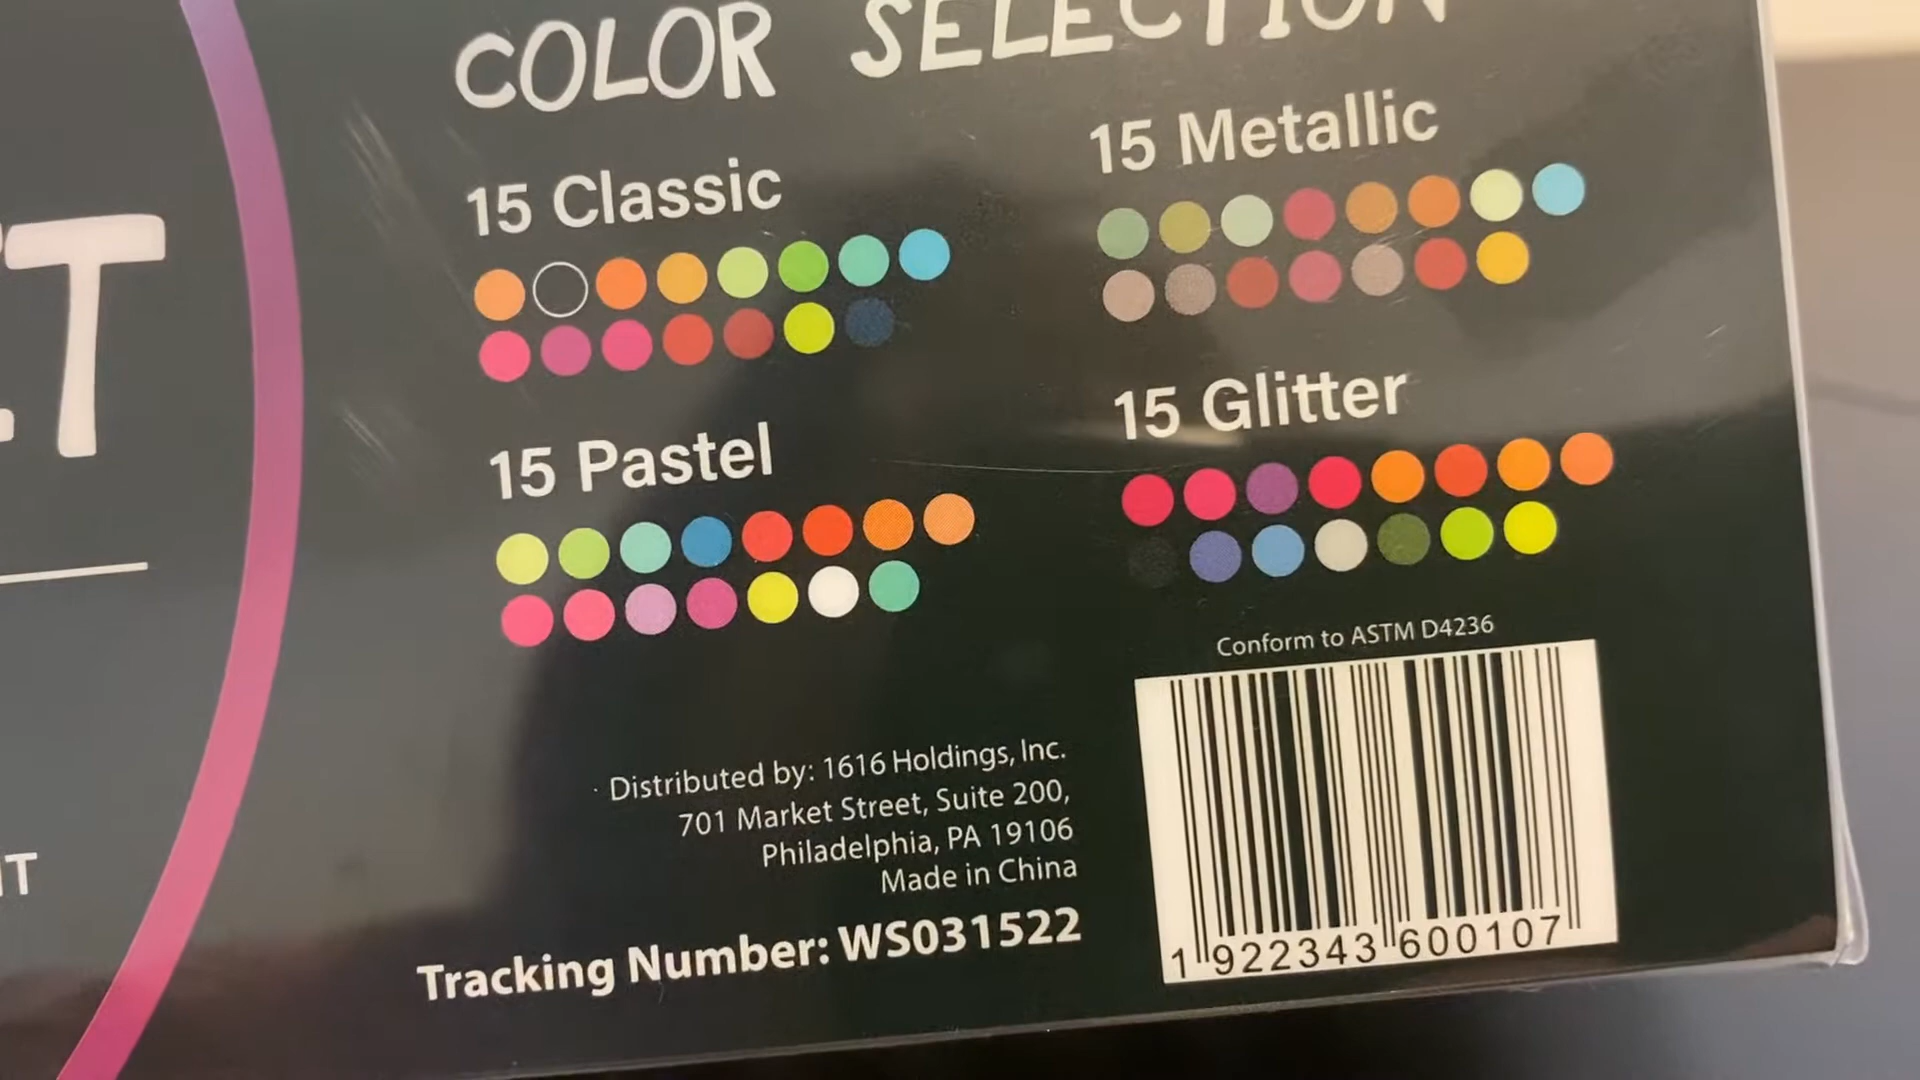 COLOR SELECTION
15 Classic
15 Metallic
15 Pastel
15 Glitter
Conform to ASTM D4236
Distributed by: 1616 Holdings, Inc.
701 Market Street, Suite 200,
Philadelphia, PA 19106
Made in China
Tracking Number: WS031522
1 922343 600107